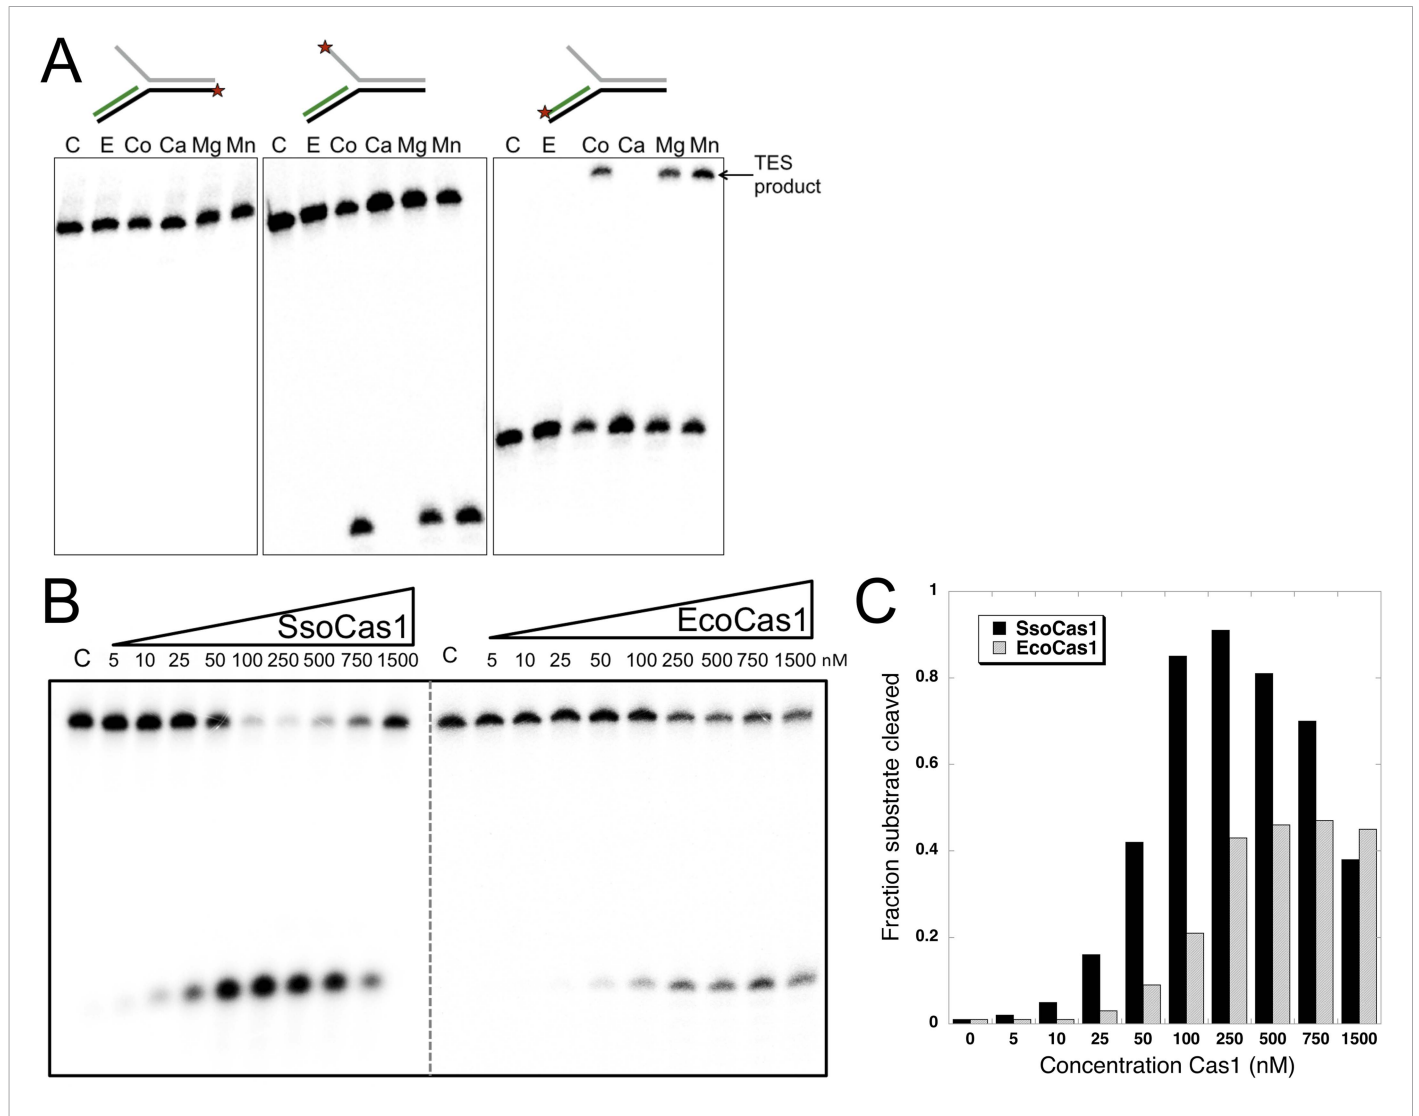 A
C E Co Ca Mg Mn
C E Co Ca Mg Mn
C E Co Ca Mg Mn
TES
product
B
SsoCas1
C 5 10 25 50 100 250 500 750 1500
EcoCas1
C 5 10 25 50 100 250 500 750 1500 nM
C
1
0.8
0.6
0.4
0.2
0
Fraction substrate cleaved
SsoCas1
EcoCas1
0 5 10 25 50 100 250 500 750 1500
Concentration Cas1 (nM)